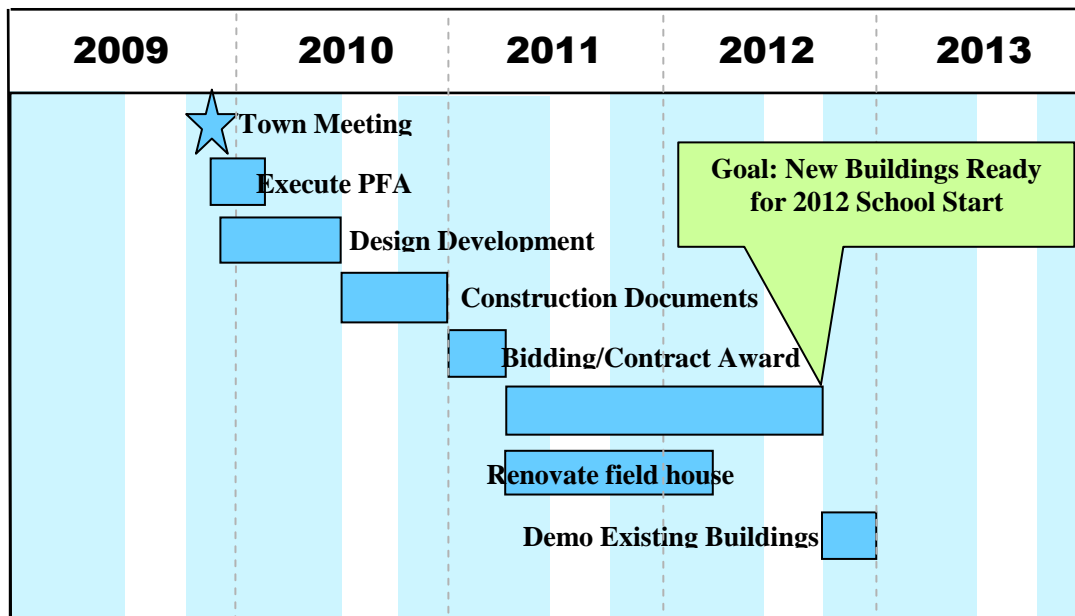 2009 2010 2011 2012 2013
Town Meeting
Execute PFA
Goal: New Buildings Ready
for 2012 School Start
Design Development
Construction Documents
Bidding/Contract Award
Renovate field house
Demo Existing Buildings